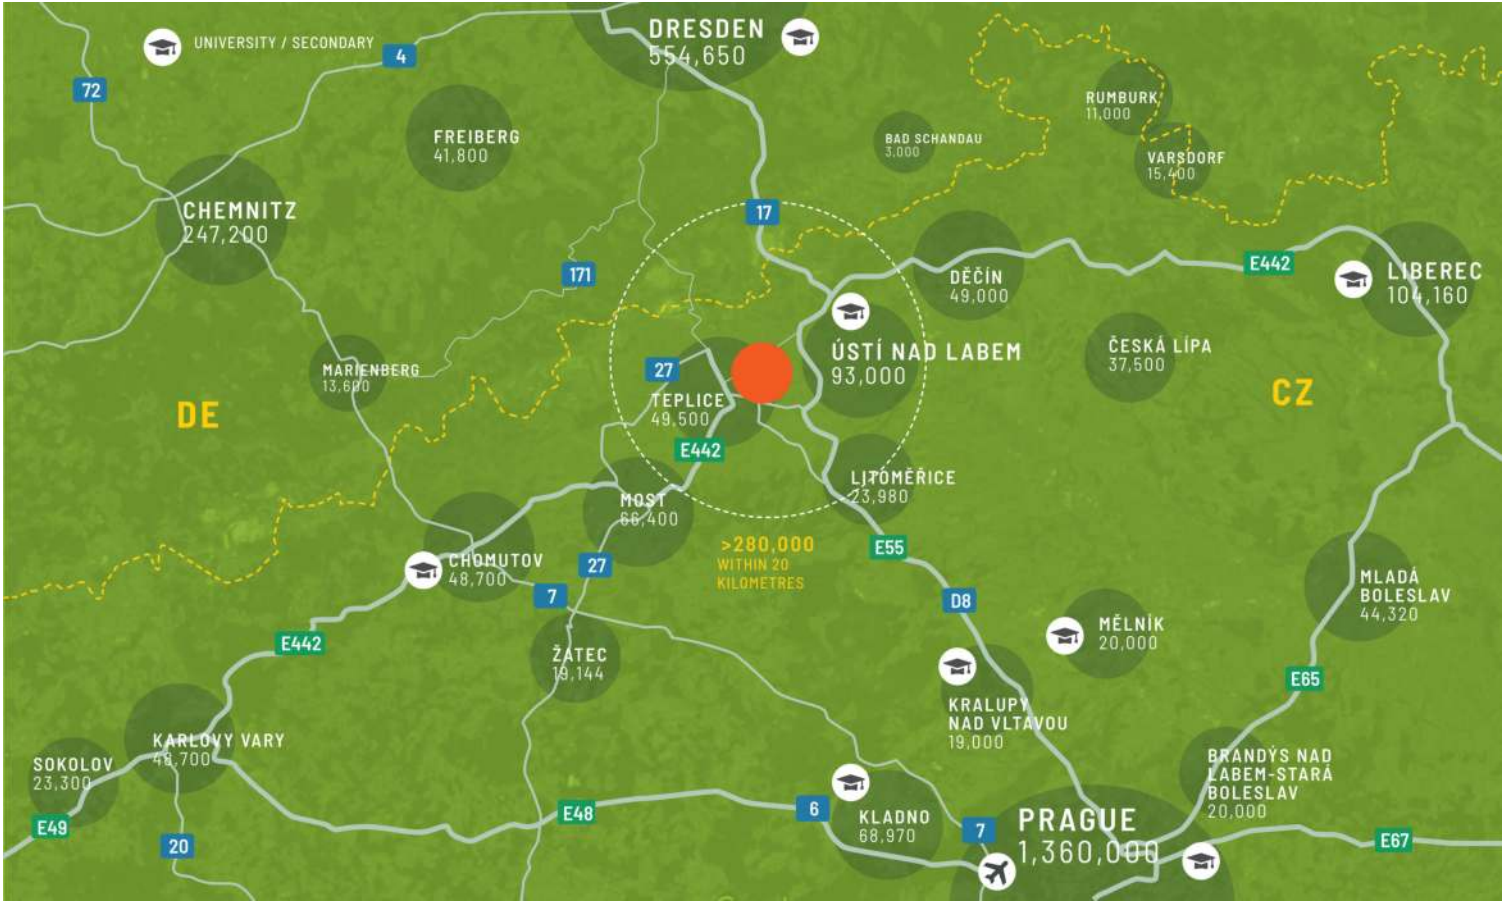 DRESDEN
554,650
UNIVERSITY / SECONDARY
4
72
RUMBURK
11,000
FREIBERG
41,800
BAD SCHANDAU
3,000
VARSDORF
15,400
CHEMNITZ
247,200
17
171
E442
DĚČÍN
49,000
LIBEREC
104,160
ÚSTÍ NAD LABEM
93,000
ČESKÁ LÍPA
37,500
MARIENBERG
13,600
27
TEPLICE
49,500
DE
CZ
E442
LITOMĚŘICE
23,980
MOST
66,400
>280,000
WITHIN 20
KILOMETRES
E55
CHOMUTOV
48,700
27
7
D8
MLADÁ
BOLESLAV
44,320
MĚLNÍK
20,000
E442
ŽATEC
19,144
E65
KRALUPY
NAD VLTAVOU
19,000
KARLOVY VARY
48,700
SOKOLOV
23,300
BRANDÝS NAD
LABEM-STARÁ
BOLESLAV
20,000
E49
E48
6
KLADNO
68,970
7
PRAGUE
1,360,000
E67
20